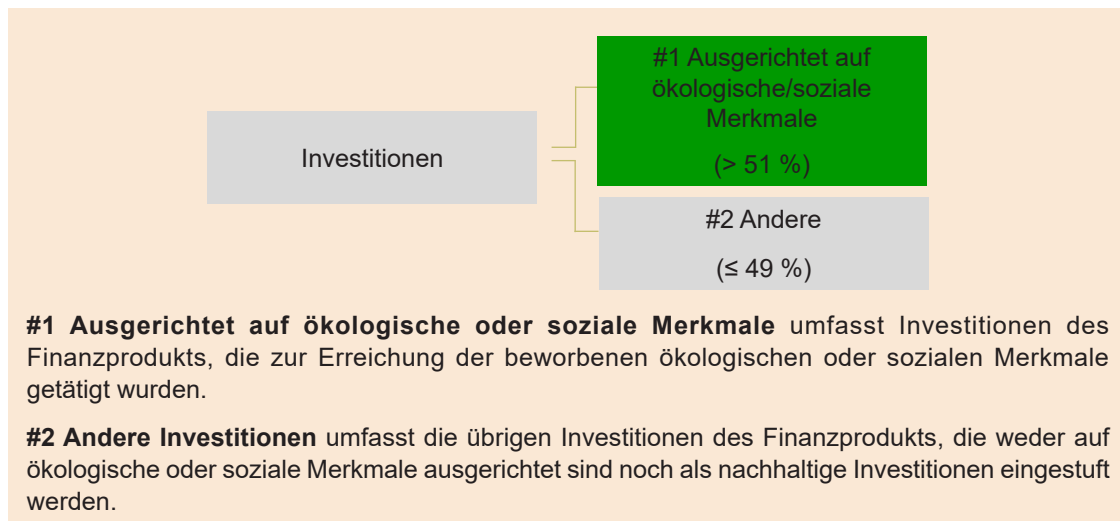 #1 Ausgerichtet auf
ökologische/soziale
Merkmale
(> 51 %)
Investitionen
#2 Andere
(≤ 49 %)
#1 Ausgerichtet auf ökologische oder soziale Merkmale umfasst Investitionen des
Finanzprodukts, die zur Erreichung der beworbenen ökologischen oder sozialen Merkmale
getätigt wurden.
#2 Andere Investitionen umfasst die übrigen Investitionen des Finanzprodukts, die weder auf
ökologische oder soziale Merkmale ausgerichtet sind noch als nachhaltige Investitionen eingestuft
werden.